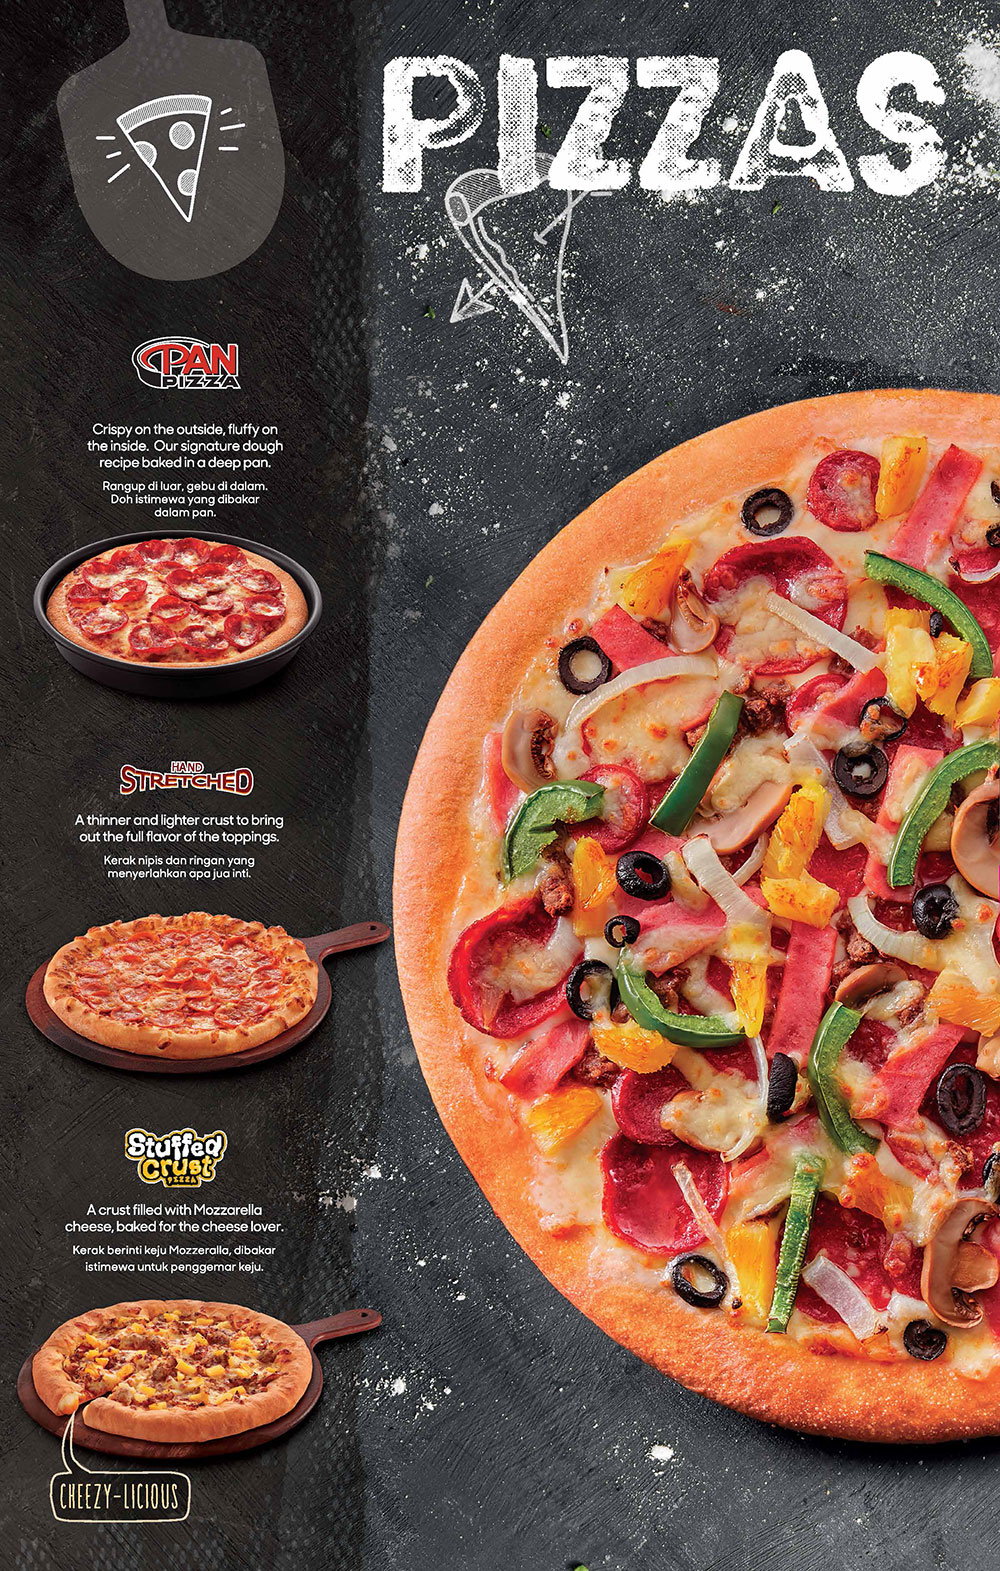 PIZZAS
PAN
PIZZA
Crispy on the outside, fluffy on
the inside. Our signature dough
recipe baked in a deep pan.
Rangup di luar, gebu di dalam.
Doh istimewa yang dibakar
dalam pan.
HAND
STRETCHED
A thinner and lighter crust to bring
out the full flavor of the toppings.
Kerak nipis dan ringan yang
menyerlahkan apa jua inti.
Stuffed
Crust
PIZZA
A crust filled with Mozzarella
cheese, baked for the cheese lover.
Kerak berinti keju Mozzeralla, dibakar
istimewa untuk penggemar keju.
CHEEZY-LICIOUS